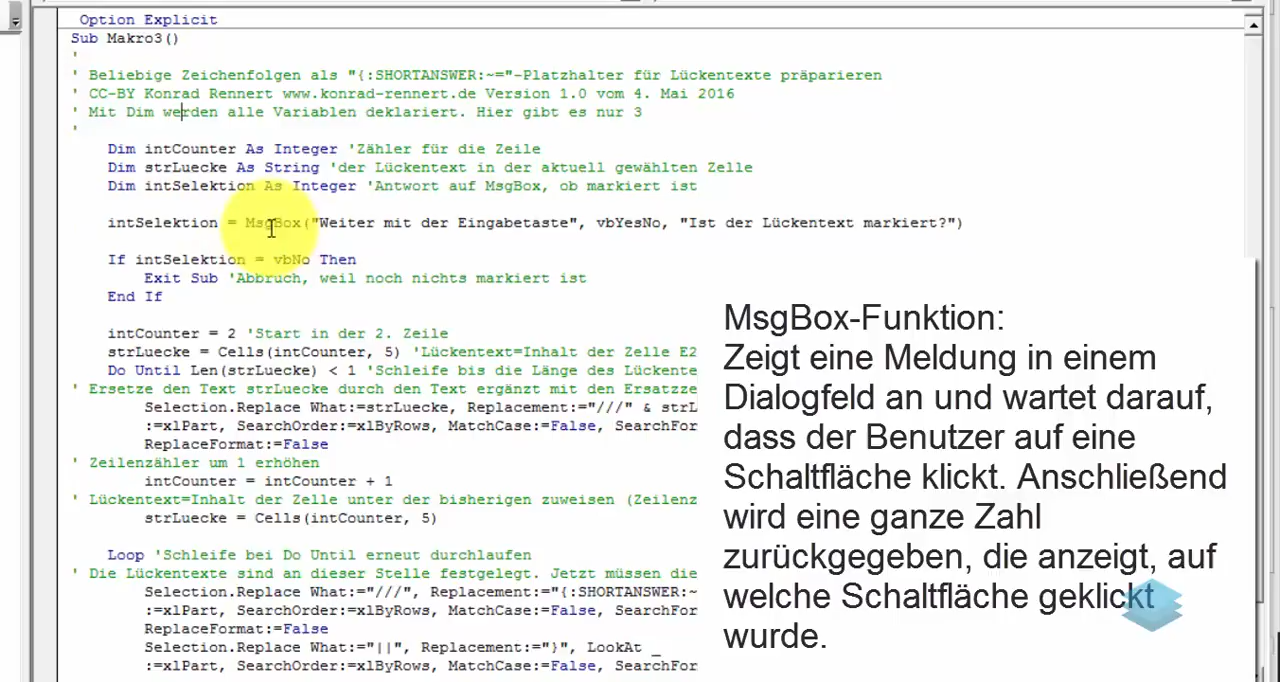 Option Explicit
Sub Makro3()
'
' Beliebige Zeichenfolgen als "{:SHORTANSWER:~="-Platzhalter für Lückentexte präparieren
' CC-BY Konrad Rennert www.konrad-rennert.de Version 1.0 vom 4. Mai 2016
' Mit Dim werden alle Variablen deklariert. Hier gibt es nur 3
'
Dim intCounter As Integer 'Zähler für die Zeile
Dim strLuecke As String 'der Lückentext in der aktuell gewählten Zelle
Dim intSelektion As Integer 'Antwort auf MsgBox, ob markiert ist
intSelektion = MsgBox("Weiter mit der Eingabetaste", vbYesNo, "Ist der Lückentext markiert?")
If intSelektion = vbNo Then
Exit Sub 'Abbruch, weil noch nichts markiert ist
End If
intCounter = 2 'Start in der 2. Zeile
strLuecke = Cells(intCounter, 5) 'Lückentext=Inhalt der Zelle E2
Do Until Len(strLuecke) < 1 'Schleife bis die Länge des Lückente
' Ersetze den Text strLuecke durch den Text ergänzt mit den Ersatzze
Selection.Replace What:=strLuecke, Replacement:="///" & strL
:=xlPart, SearchOrder:=xlByRows, MatchCase:=False, SearchFor
ReplaceFormat:=False
' Zeilenzähler um 1 erhöhen
intCounter = intCounter + 1
' Lückentext=Inhalt der Zelle unter der bisherigen zuweisen (Zeilenz
strLuecke = Cells(intCounter, 5)
Loop 'Schleife bei Do Until erneut durchlaufen
' Die Lückentexte sind an dieser Stelle festgelegt. Jetzt müssen die
Selection.Replace What:="///", Replacement:="{:SHORTANSWER:~
:=xlPart, SearchOrder:=xlByRows, MatchCase:=False, SearchFor
ReplaceFormat:=False
Selection.Replace What:="||", Replacement:="}", LookAt _
:=xlPart, SearchOrder:=xlByRows, MatchCase:=False, SearchFor
MsgBox-Funktion:
Zeigt eine Meldung in einem
Dialogfeld an und wartet darauf,
dass der Benutzer auf eine
Schaltfläche klickt. Anschließend
wird eine ganze Zahl
zurückgegeben, die anzeigt, auf
welche Schaltfläche geklickt
wurde.